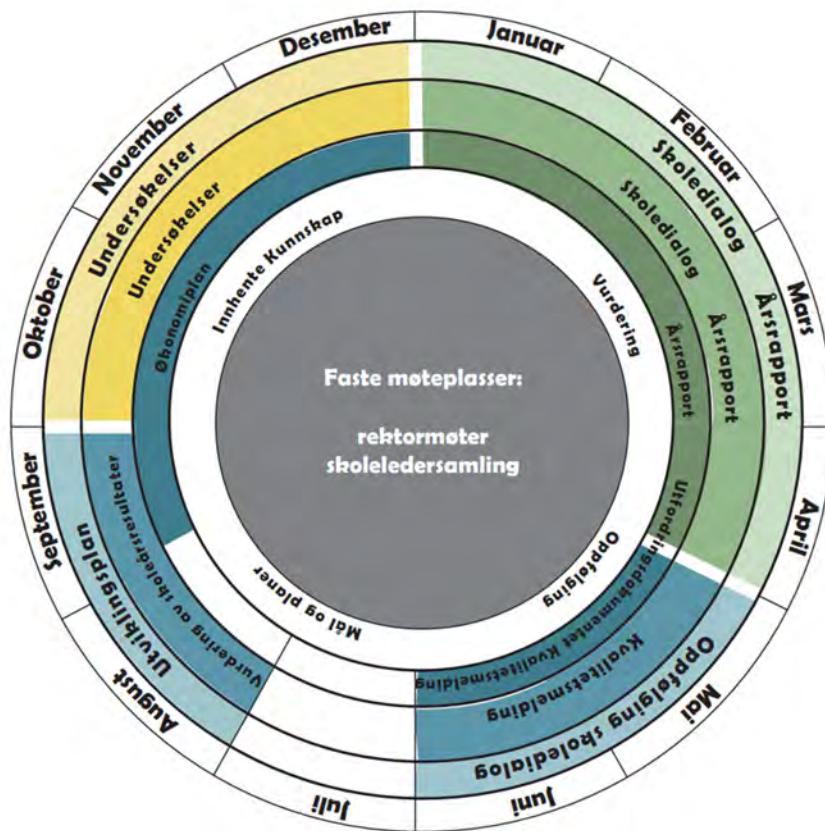 Januar
Februar
Mars
April
Mai
Juni
Juli
August
September
Oktober
November
Desember
Skoledialog
Årsrapport
Oppfølging skoledialog
Utviklingsplan
Undersøkelser
Skoledialog
Årsrapport
Kvalitetsmelding
Vurdering av skoleårsresultater
Undersøkelser
Årsrapport
Utfordringsdokumentet Kvalitetsmelding
Økonomiplan
Vurdering
Oppfølging
Mål og planer
Innhente Kunnskap
Faste møteplasser:
rektormøter
skoleledersamling